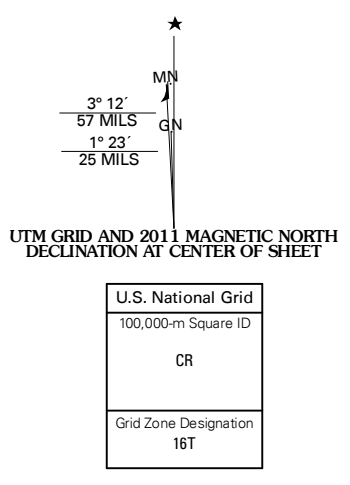 ★
MN
3° 12´
57 MILS
GN
1° 23´
25 MILS
UTM GRID AND 2011 MAGNETIC NORTH
DECLINATION AT CENTER OF SHEET
U.S. National Grid
100,000-m Square ID
CR
Grid Zone Designation
16T